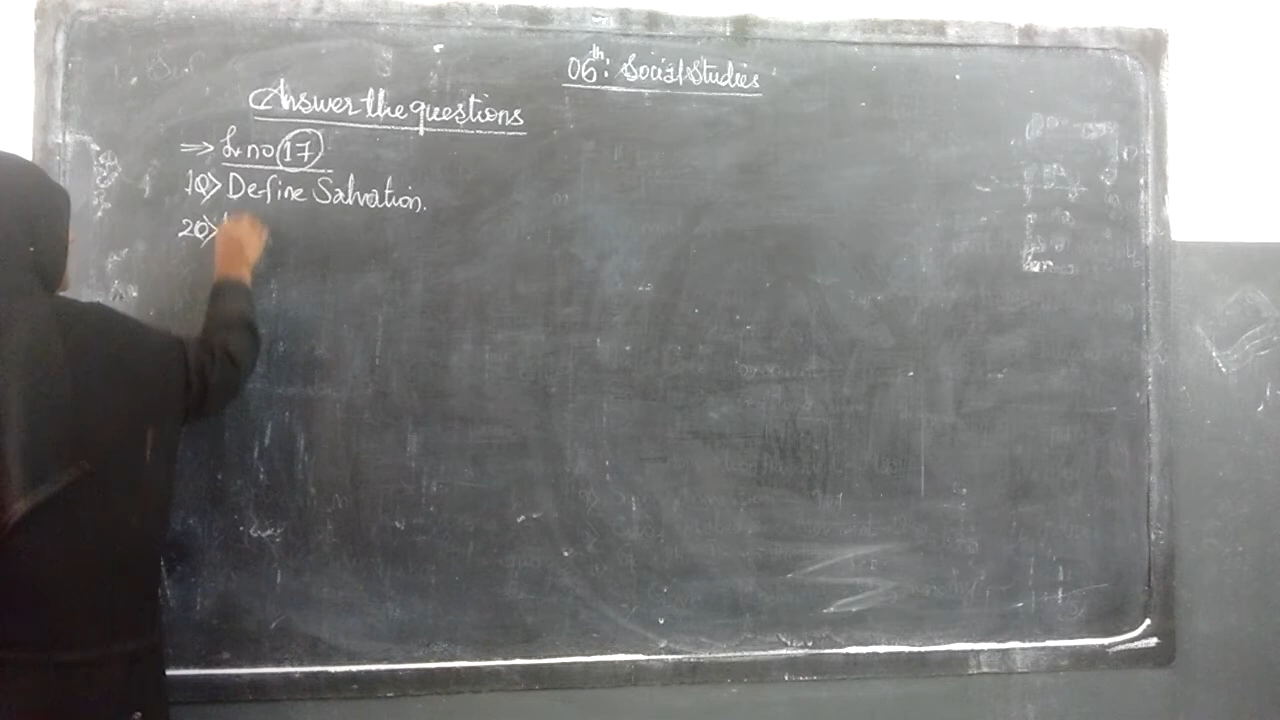 06th: Social Studies
Answer the questions
=> L no 17
1Q> Define Salvation.
2Q>